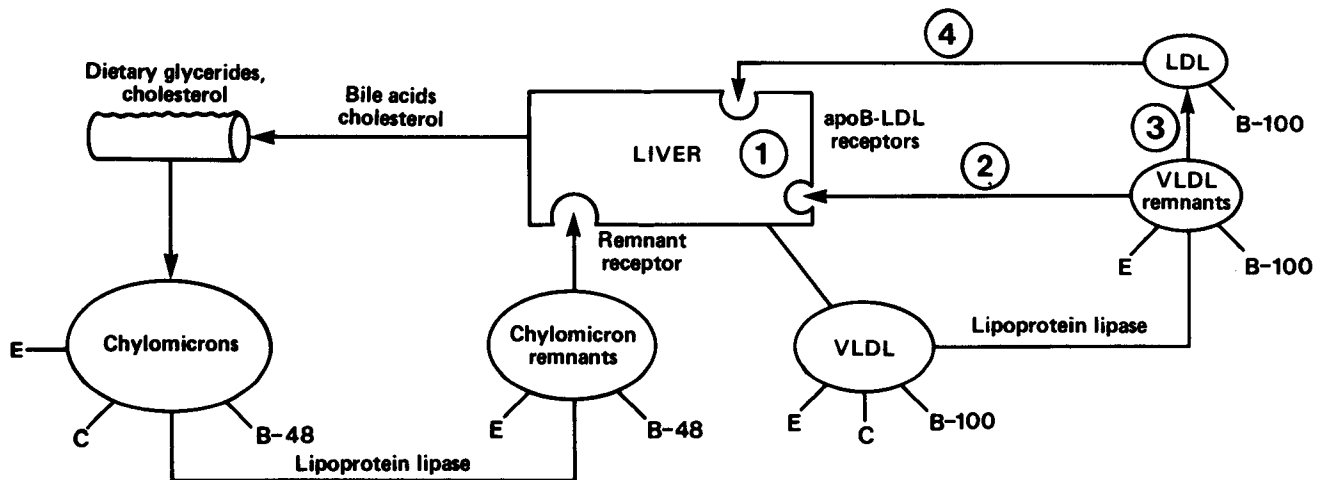 Dietary glycerides,
cholesterol
Bile acids
cholesterol
LIVER
1
apoB-LDL
receptors
4
LDL
B-100
3
2
VLDL
remnants
E
B-100
Remnant
receptor
Chylomicrons
E
C
B-48
Lipoprotein lipase
Chylomicron
remnants
E
B-48
VLDL
E
C
B-100
Lipoprotein lipase